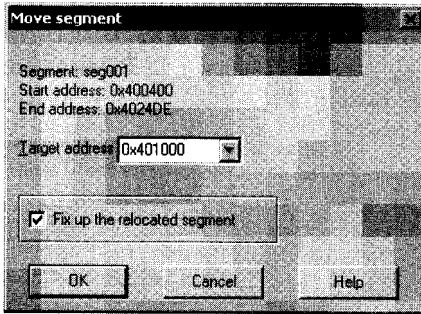 Move segment
Segment: seg001
Start address: 0x400400
End address: 0x4024DE
Target address 0x401000
Fix up the relocated segment
OK Cancel Help